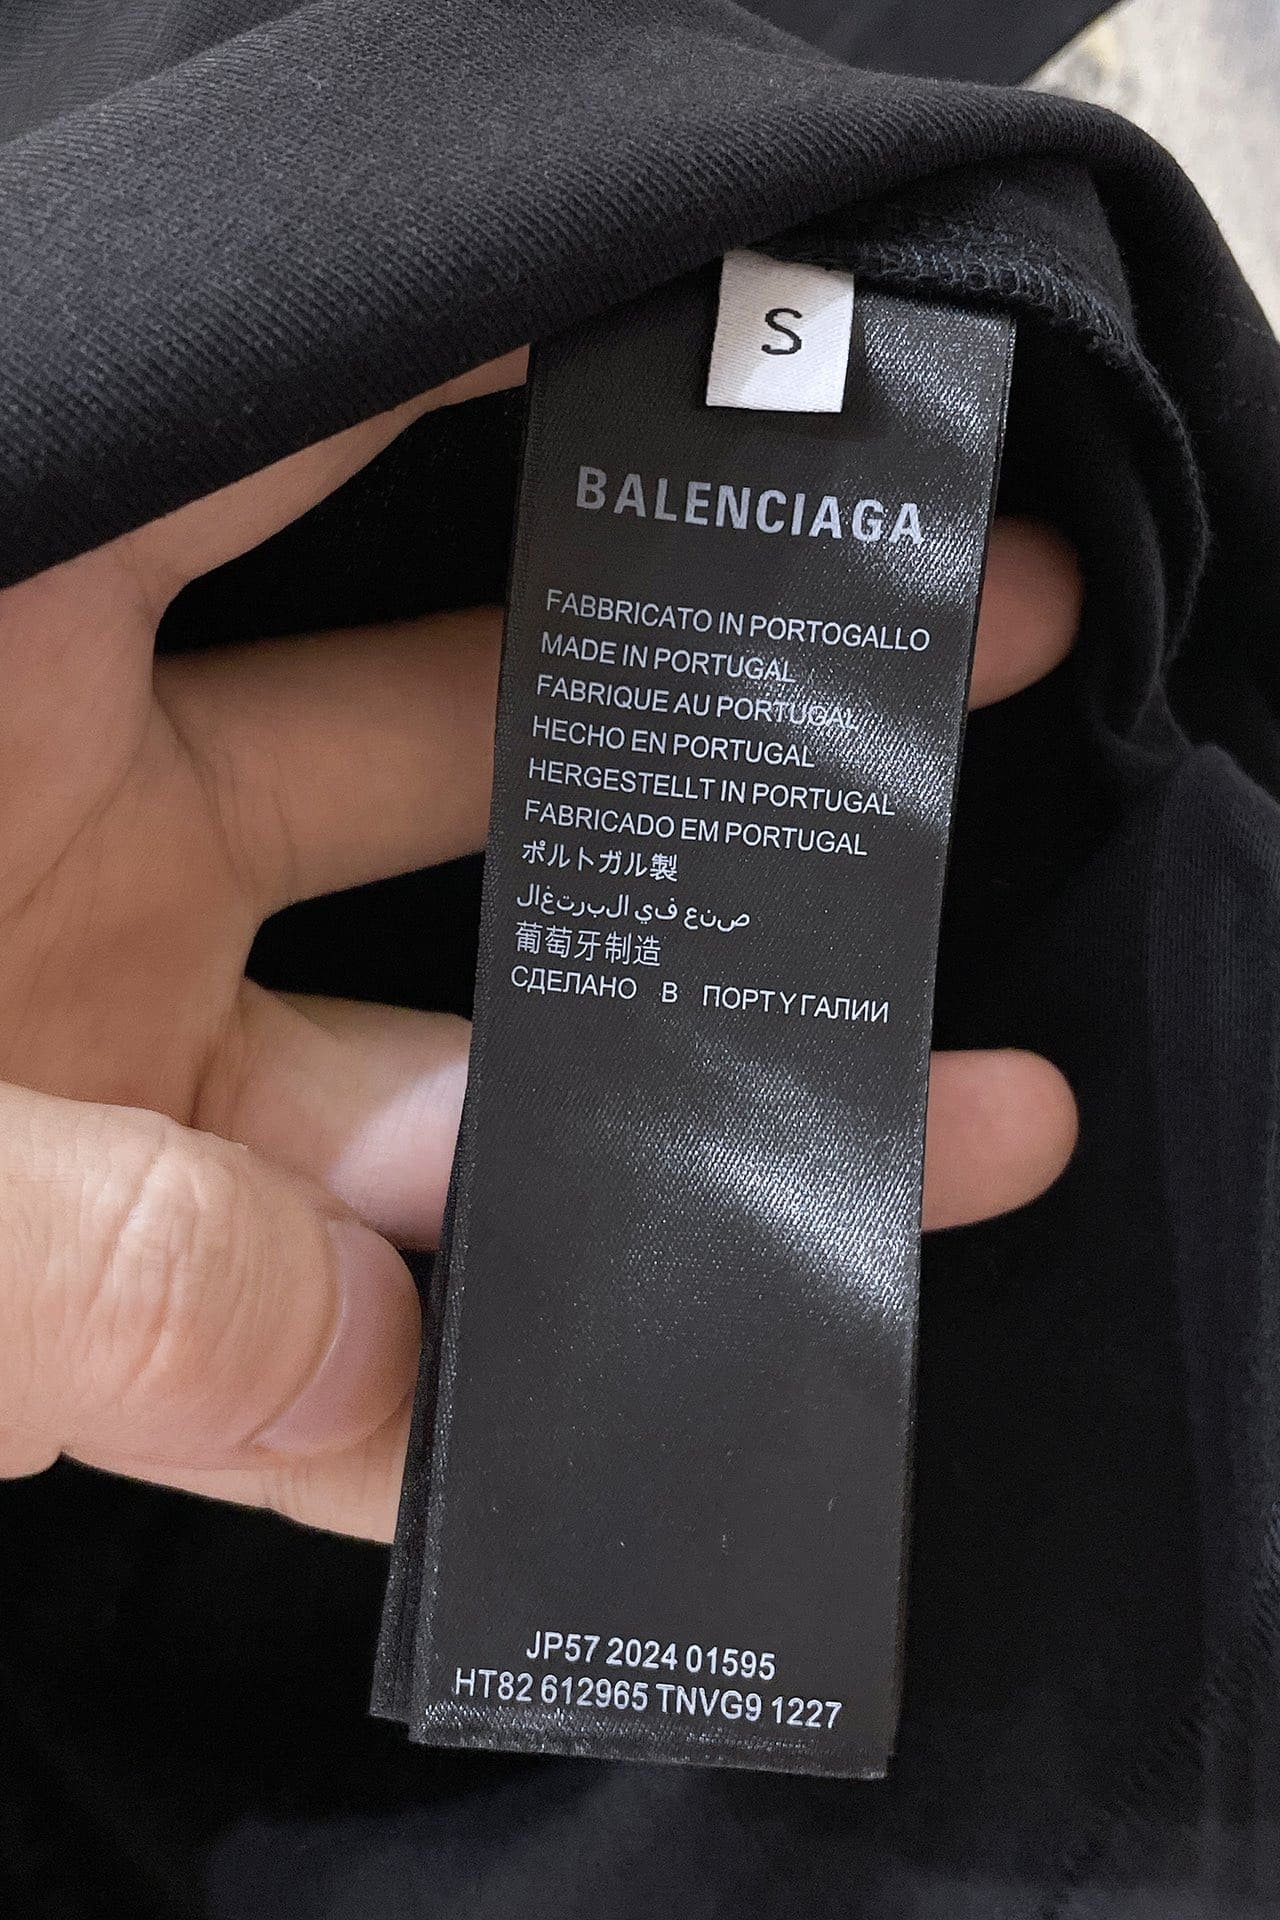 S
BALENCIAGA
FABBRICATO IN PORTOGALLO
MADE IN PORTUGAL
FABRIQUE AU PORTUGAL
HECHO EN PORTUGAL
HERGESTELLT IN PORTUGAL
FABRICADO EM PORTUGAL
ポルトガル製
صنع في البرتغال
葡萄牙制造
СДЕЛАНО В ПОРТУГАЛИИ
JP57 2024 01595
HT82 612965 TNVG9 1227